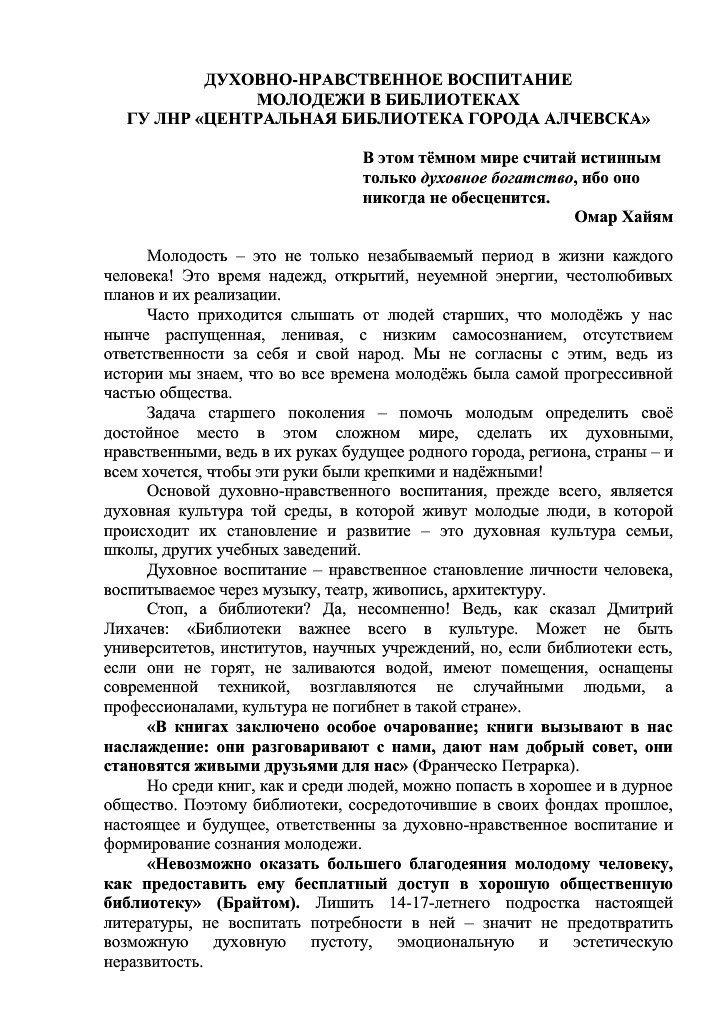 ДУХОВНО-НРАВСТВЕННОЕ ВОСПИТАНИЕ
МОЛОДЕЖИ В БИБЛИОТЕКАХ
ГУ ЛНР «ЦЕНТРАЛЬНАЯ БИБЛИОТЕКА ГОРОДА АЛЧЕВСКА»
В этом тёмном мире считай истинным
только духовное богатство, ибо оно
никогда не обесценится.
Омар Хайям
Молодость – это не только незабываемый период в жизни каждого
человека! Это время надежд, открытий, неуемной энергии, честолюбивых
планов и их реализации.
Часто приходится слышать от людей старших, что молодёжь у нас
нынче распущенная, ленивая, с низким самосознанием, отсутствием
ответственности за себя и свой народ. Мы не согласны с этим, ведь из
истории мы знаем, что во все времена молодёжь была самой прогрессивной
частью общества.
Задача старшего поколения – помочь молодым определить своё
достойное место в этом сложном мире, сделать их духовными,
нравственными, ведь в их руках будущее родного города, региона, страны – и
всем хочется, чтобы эти руки были крепкими и надёжными!
Основой духовно-нравственного воспитания, прежде всего, является
духовная культура той среды, в которой живут молодые люди, в которой
происходит их становление и развитие – это духовная культура семьи,
школы, других учебных заведений.
Духовное воспитание – нравственное становление личности человека,
воспитываемое через музыку, театр, живопись, архитектуру.
Стоп, а библиотеки? Да, несомненно! Ведь, как сказал Дмитрий
Лихачев: «Библиотеки важнее всего в культуре. Может не быть
университетов, институтов, научных учреждений, но, если библиотеки есть,
если они не горят, не заливаются водой, имеют помещения, оснащены
современной техникой, возглавляются не случайными людьми, а
профессионалами, культура не погибнет в такой стране».
«В книгах заключено особое очарование; книги вызывают в нас
наслаждение: они разговаривают с нами, дают нам добрый совет, они
становятся живыми друзьями для нас» (Франческо Петрарка).
Но среди книг, как и среди людей, можно попасть в хорошее и в дурное
общество. Поэтому библиотеки, сосредоточившие в своих фондах прошлое,
настоящее и будущее, ответственны за духовно-нравственное воспитание и
формирование сознания молодежи.
«Невозможно оказать большего благодеяния молодому человеку,
как предоставить ему бесплатный доступ в хорошую общественную
библиотеку» (Брайтом). Лишить 14-17-летнего подростка настоящей
литературы, не воспитать потребности в ней – значит не предотвратить
возможную духовную пустоту, эмоциональную и эстетическую
неразвитость.